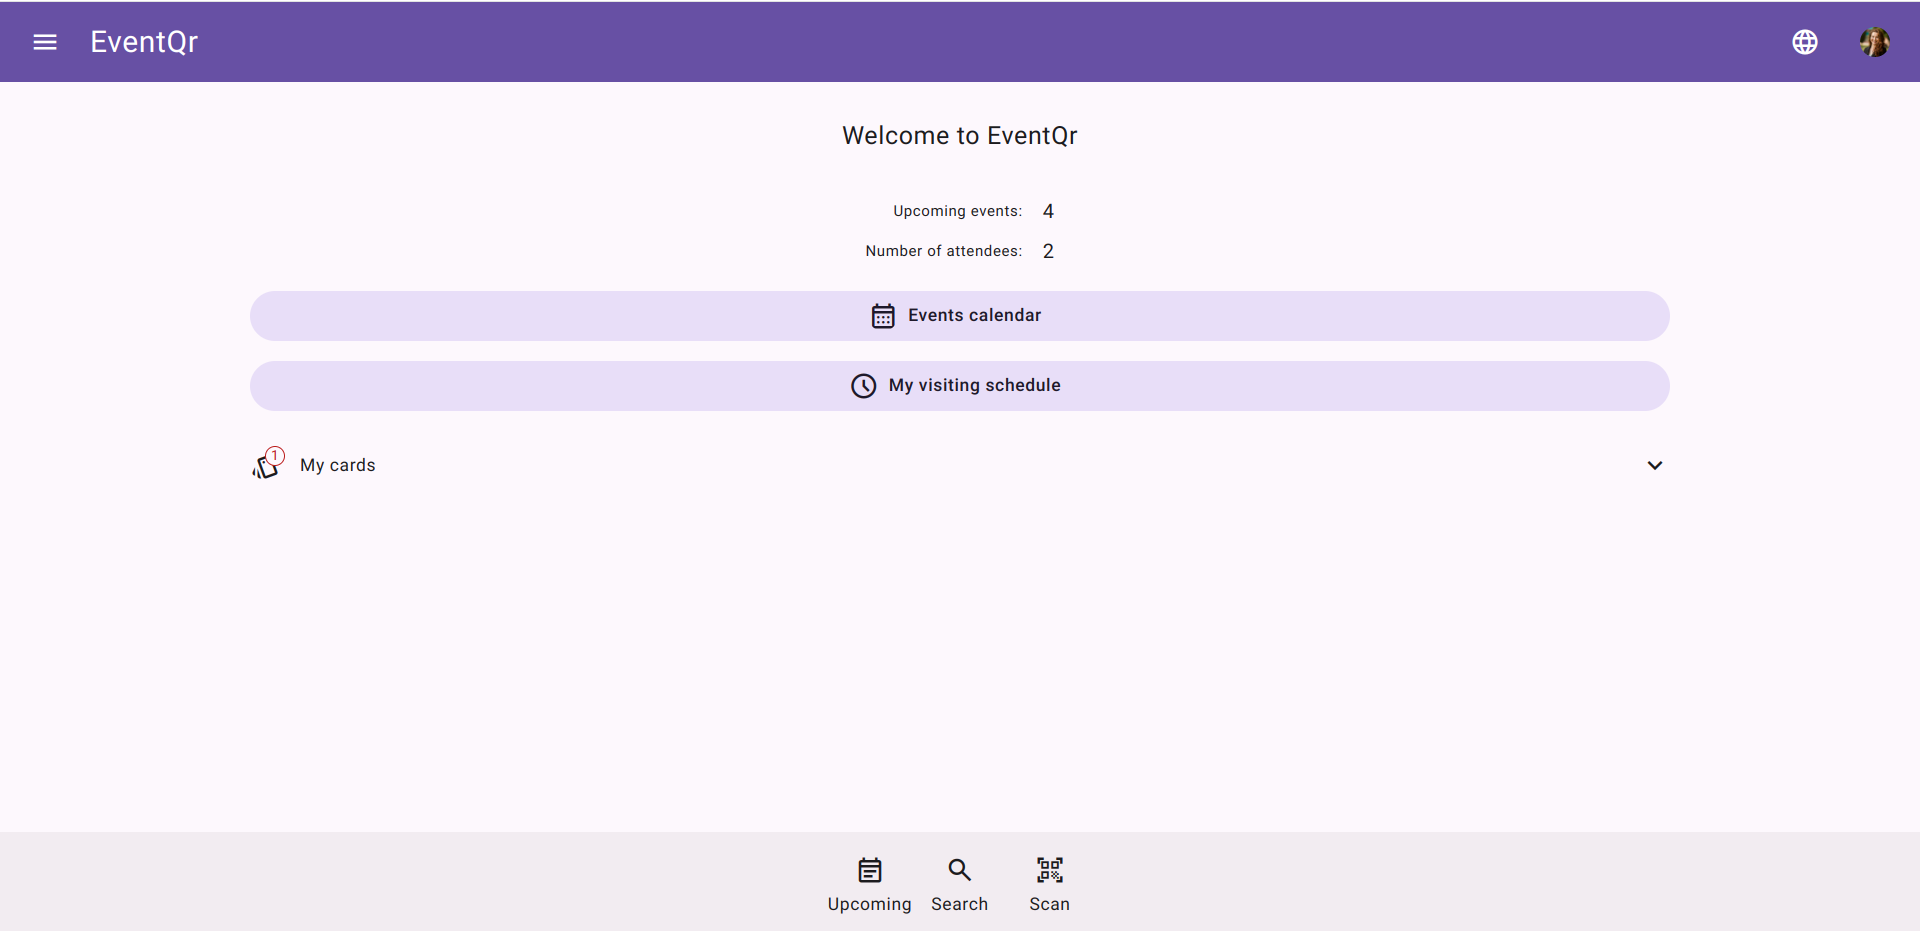 EventQr
Welcome to EventQr
Upcoming events: 4
Number of attendees: 2
Events calendar
My visiting schedule
1
My cards
Upcoming
Search
Scan